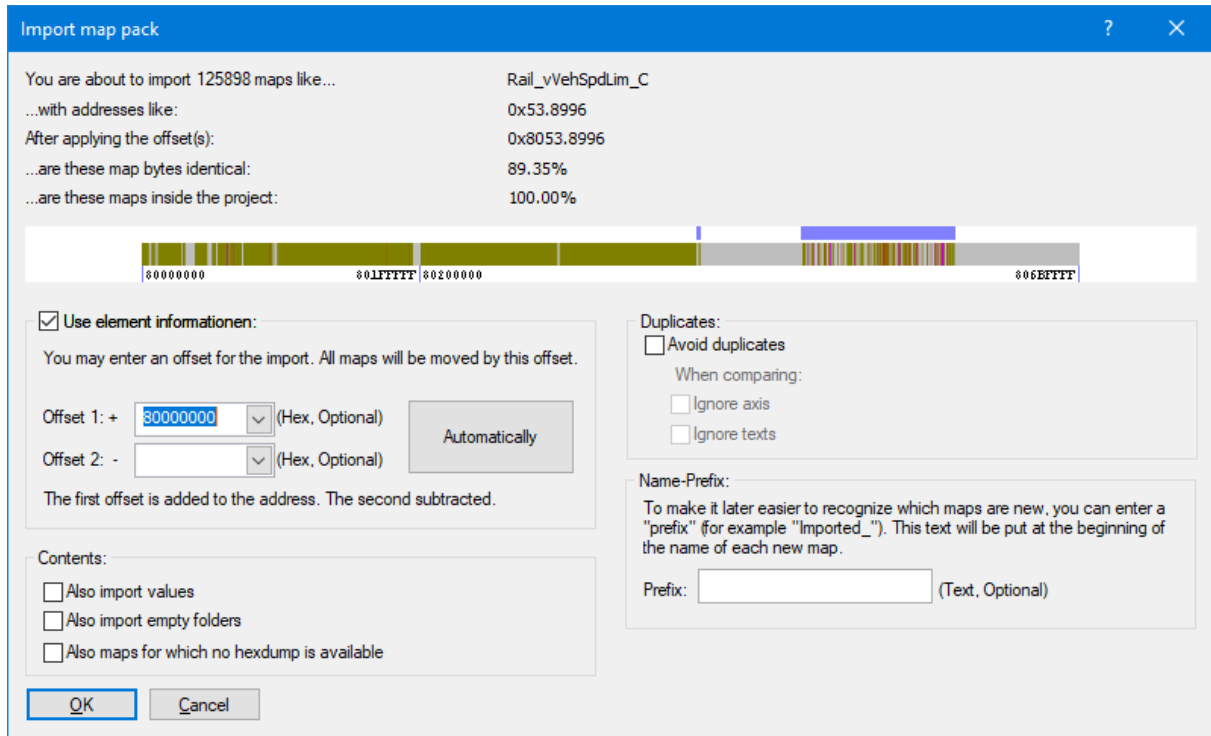 Import map pack
?
You are about to import 125898 maps like... Rail_vVehSpdLim_C
...with addresses like: 0x53.8996
After applying the offset(s): 0x8053.8996
...are these map bytes identical: 89.35%
...are these maps inside the project: 100.00%
80000000 801FFFFF 80200000 806BFFFF
Use element informationen:
You may enter an offset for the import. All maps will be moved by this offset.
Offset 1: + 80000000 (Hex, Optional)
Automatically
Offset 2: - (Hex, Optional)
The first offset is added to the address. The second subtracted.
Contents:
Also import values
Also import empty folders
Also maps for which no hexdump is available
OK Cancel
Duplicates:
Avoid duplicates
When comparing:
Ignore axis
Ignore texts
Name-Prefix:
To make it later easier to recognize which maps are new, you can enter a
"prefix" (for example "Imported_"). This text will be put at the beginning of
the name of each new map.
Prefix: (Text, Optional)